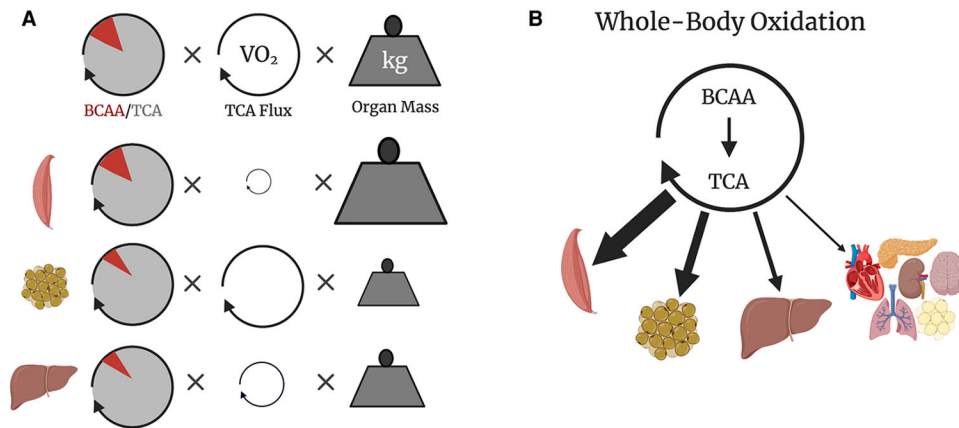 A
VO₂
kg
BCAA/TCA
TCA Flux
Organ Mass
×
×
×
×
×
×
×
×
B
Whole-Body Oxidation
BCAA
TCA